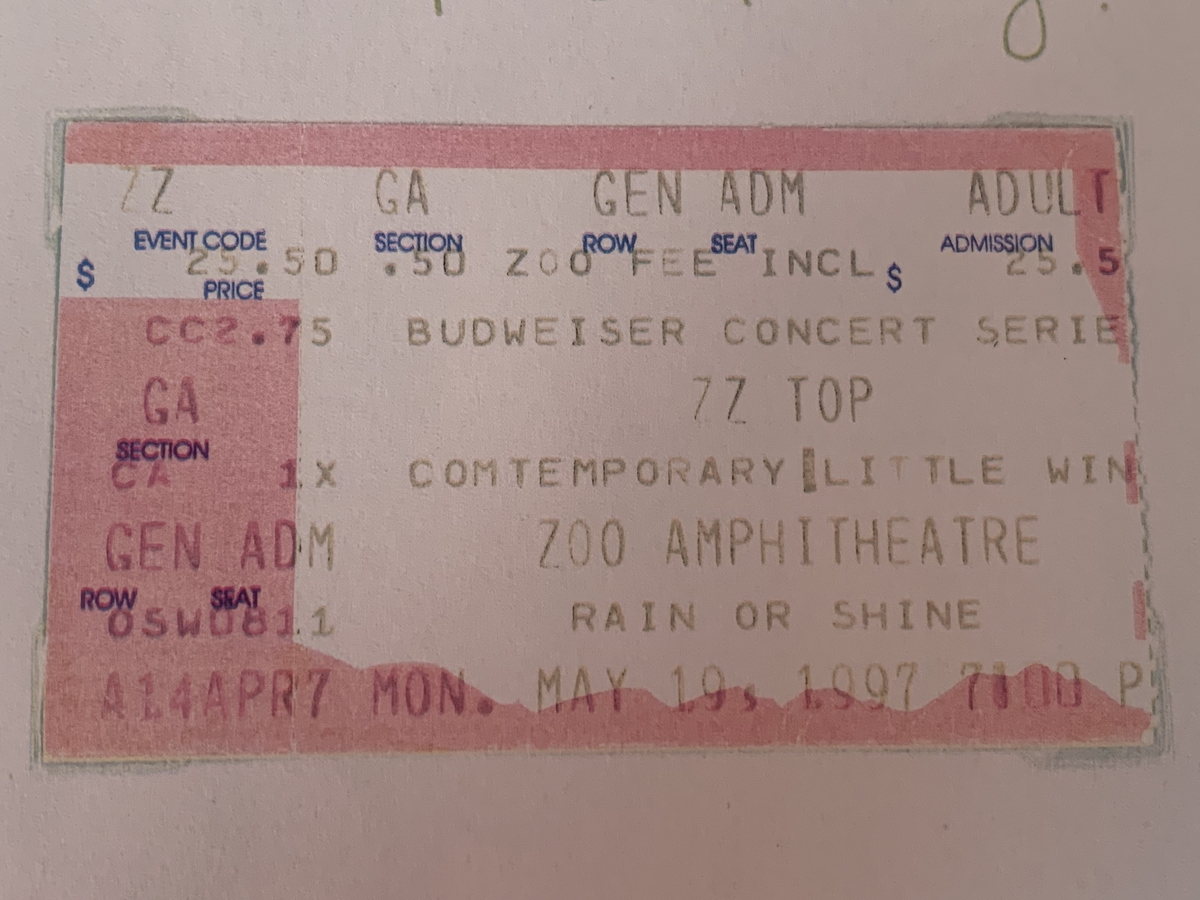 ZZ GA GEN ADM ADULT
EVENT CODE SECTION ROW SEAT ADMISSION
$ 25.50 .50 ZOO FEE INCL $ 25.5
PRICE
CC2.75 BUDWEISER CONCERT SERIE
GA ZZ TOP
SECTION
CA 1X COMTEMPORARY LITTLE WIN
GEN ADM ZOO AMPHITHEATRE
ROW SEAT
OSW0811 RAIN OR SHINE
A14APR7 MON. MAY 19, 1997 7:00 P